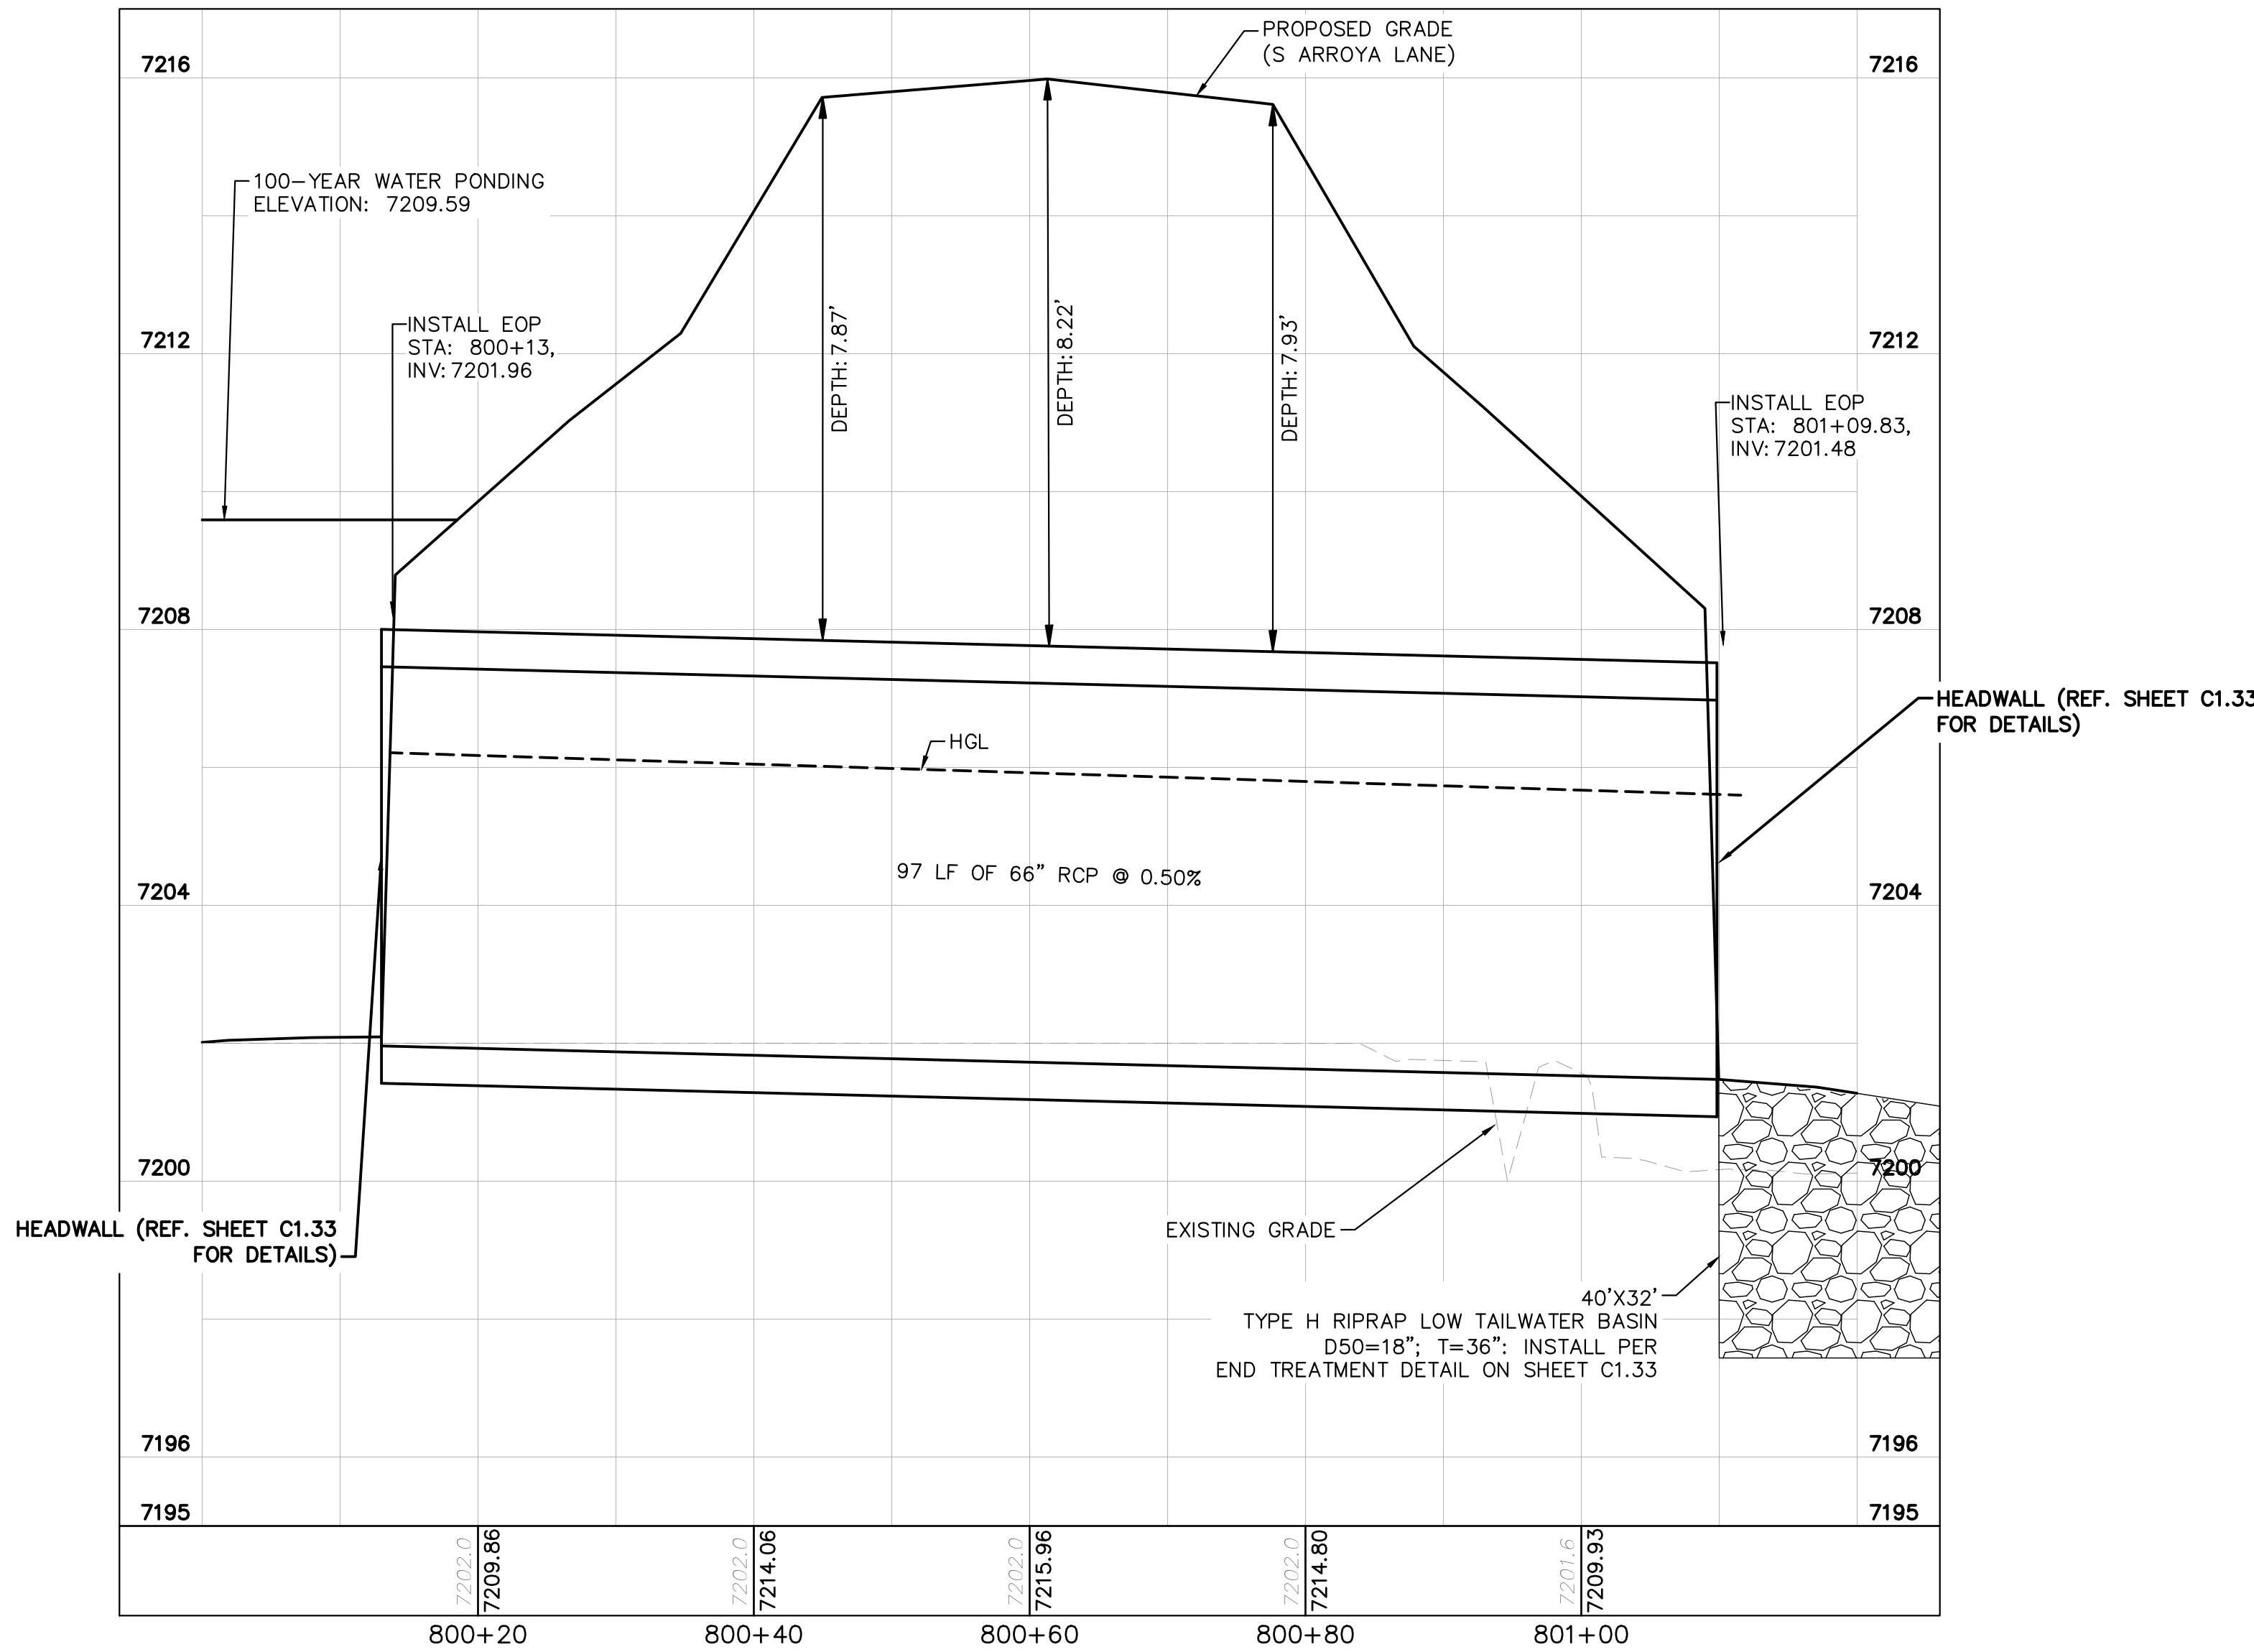 PROPOSED GRADE
(S ARROYA LANE)
7216
7216
100-YEAR WATER PONDING
ELEVATION: 7209.59
INSTALL EOP
STA: 800+13,
INV: 7201.96
7212
7212
DEPTH: 7.87'
DEPTH: 8.22'
DEPTH: 7.93'
INSTALL EOP
STA: 801+09.83,
INV: 7201.48
7208
7208
HEADWALL (REF. SHEET C1.33
FOR DETAILS)
HGL
97 LF OF 66" RCP @ 0.50%
7204
7204
7200
7200
HEADWALL (REF. SHEET C1.33
FOR DETAILS)
EXISTING GRADE
40'X32'
TYPE H RIPRAP LOW TAILWATER BASIN
D50=18"; T=36": INSTALL PER
END TREATMENT DETAIL ON SHEET C1.33
7196
7196
7195
7195
7202.0
7209.86
7202.0
7214.06
7202.0
7215.96
7202.0
7214.80
7201.6
7209.93
800+20
800+40
800+60
800+80
801+00